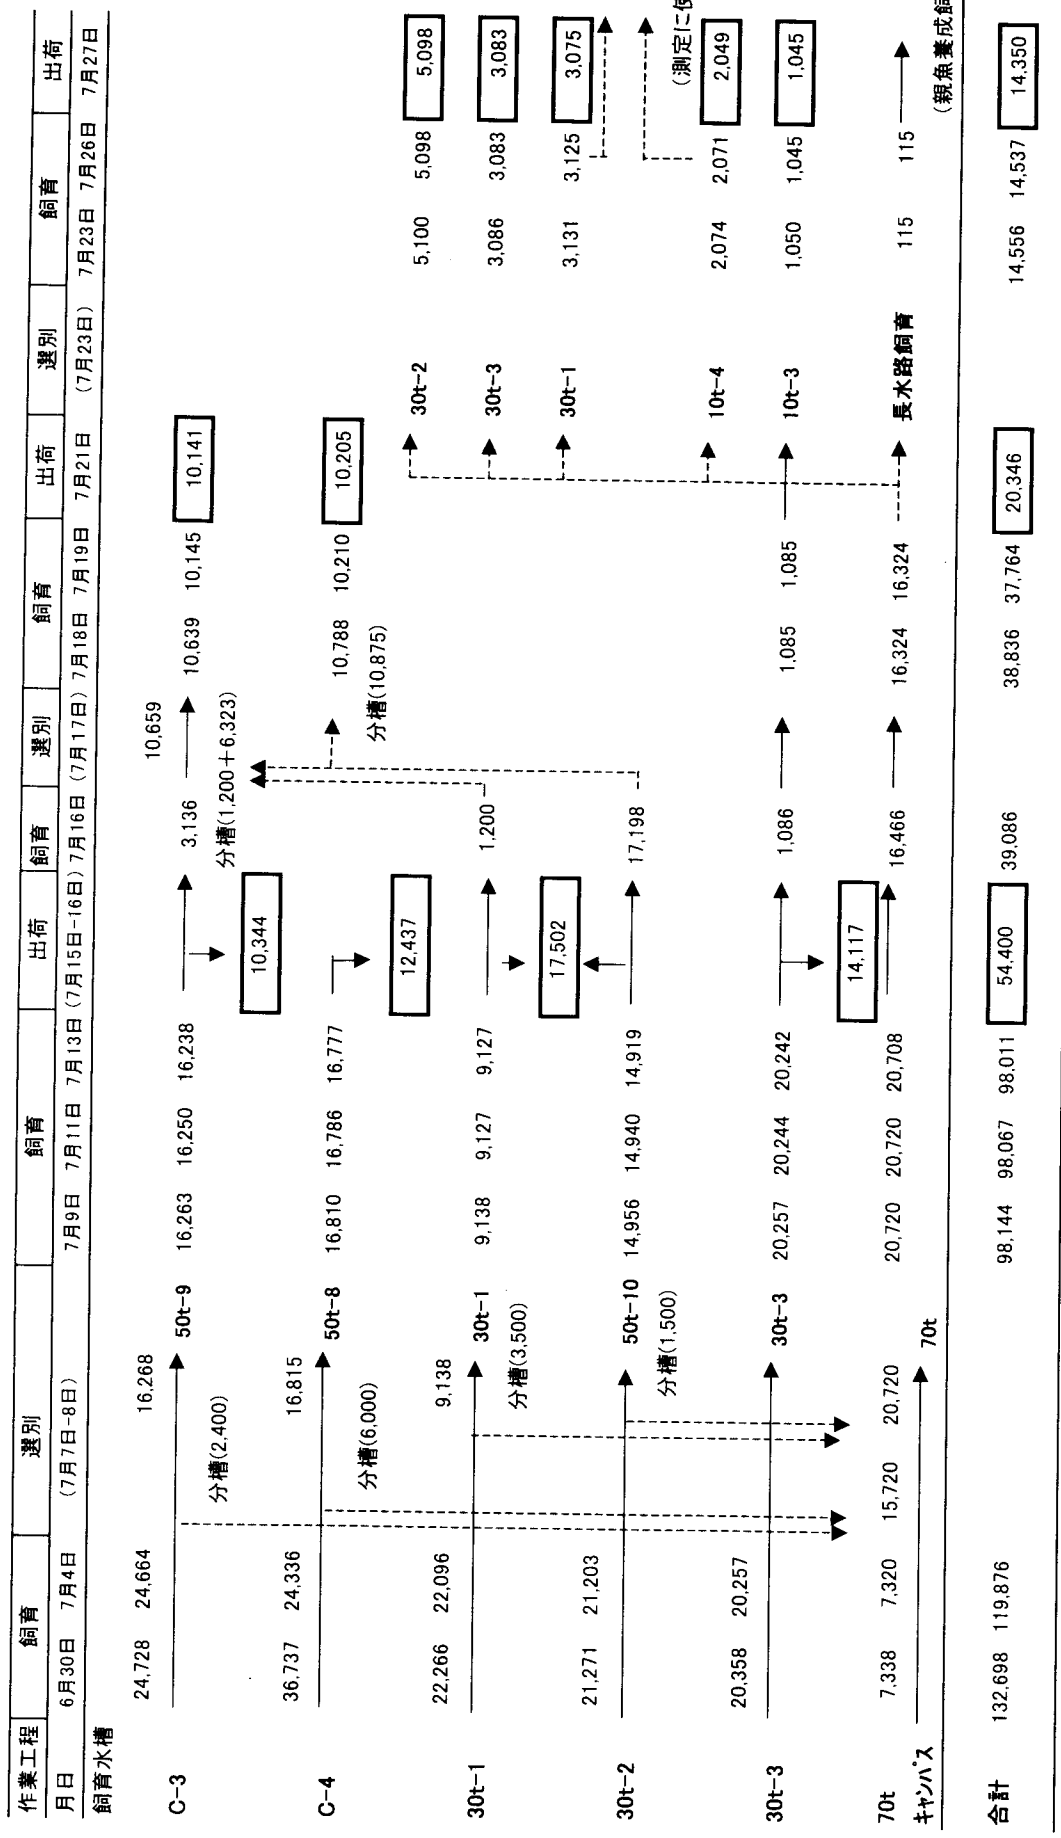 作業工程 飼育 選別 飼育 出荷 飼育 選別 飼育 出荷 選別 飼育 出荷
月日 6月30日 7月4日 (7月7日-8日) 7月9日 7月11日 7月13日 (7月15日-16日) 7月16日 (7月17日) 7月18日 7月19日 7月21日 (7月23日) 7月23日 7月26日 7月27日
飼育水槽
24,728 24,664 16,268 10,659
C-3 50t-9 16,263 16,250 16,238 3,136 10,639 10,145 10,141
分槽(2,400) 分槽(1,200+6,323)
10,344
36,737 24,336 16,815
C-4 50t-8 16,810 16,786 16,777 10,788 10,210 10,205
分槽(6,000) 分槽(10,875)
12,437
30t-2 5,100 5,098 5,098
22,266 22,096 9,138
30t-1 30t-1 9,138 9,127 9,127 1,200 30t-3 3,086 3,083 3,083
分槽(3,500)
17,502
30t-1 3,131 3,125 3,075
21,271 21,203
30t-2 50t-10 14,956 14,940 14,919 17,198
分槽(1,500)
(測定に使
10t-4 2,074 2,071 2,049
20,358 20,257
30t-3 30t-3 20,257 20,244 20,242 1,086 1,085 1,085 10t-3 1,050 1,045 1,045
14,117
70t 7,338 7,320 15,720 20,720 20,720 20,720 20,708 16,466 16,324 16,324 長水路飼育 115 115
キャンバス 70t
(親魚養成飼
合計 132,698 119,876 98,144 98,067 98,011 54,400 39,086 38,836 37,764 20,346 14,556 14,537 14,350